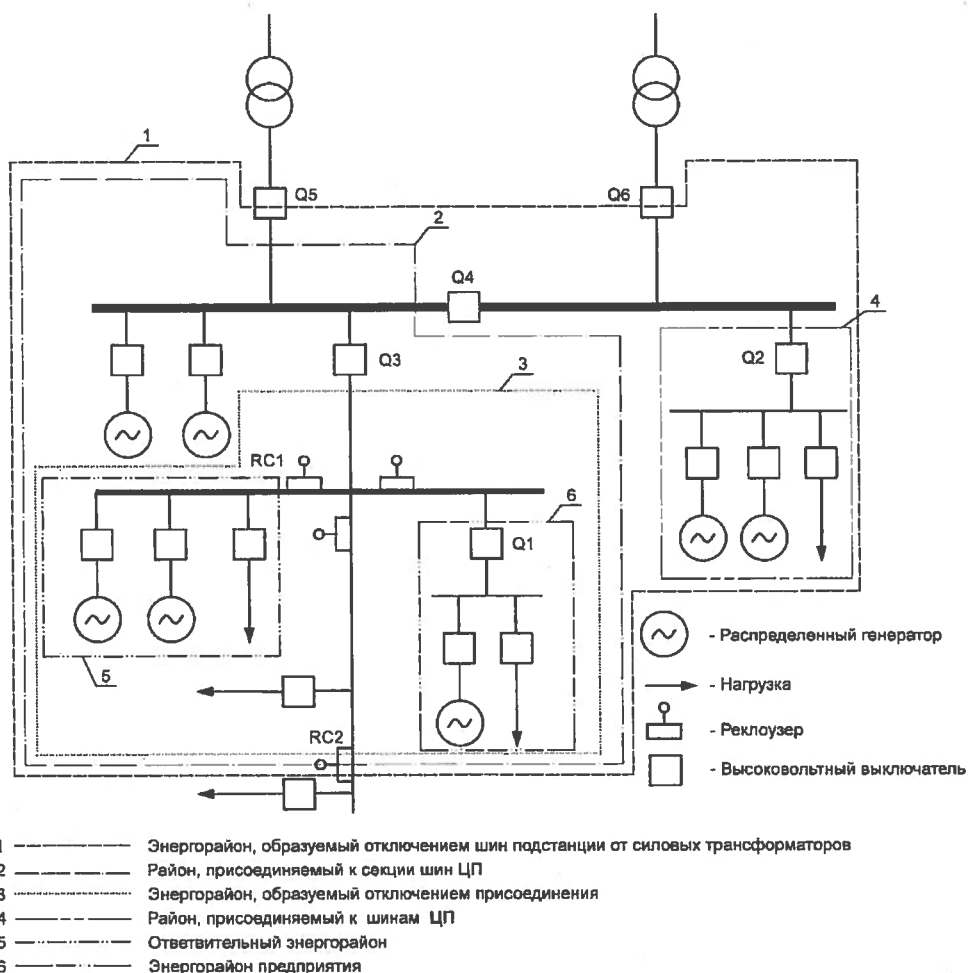 1
Q5
Q6
2
Q4
4
Q3
Q2
3
RC1
6
Q1
5
RC2
- Распределенный генератор
- Нагрузка
- Реклоузер
- Высоковольтный выключатель
1 Энергорайон, образуемый отключением шин подстанции от силовых трансформаторов
2 Район, присоединяемый к секции шин ЦП
3 Энергорайон, образуемый отключением присоединения
4 Район, присоединяемый к шинам ЦП
5 Ответвительный энергорайон
6 Энергорайон предприятия